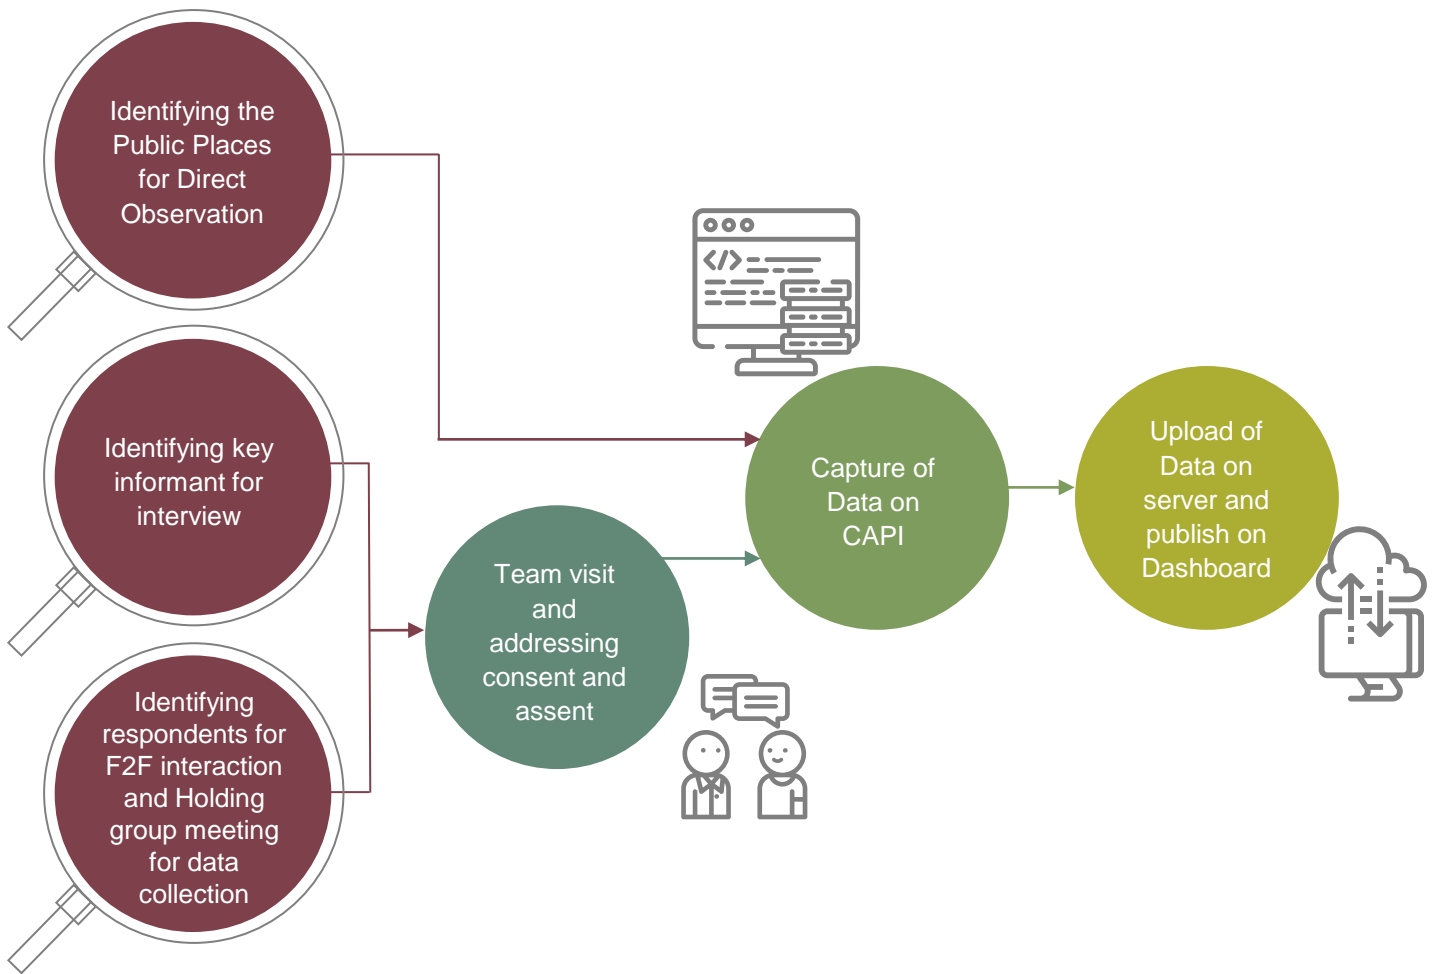 Identifying the
Public Places
for Direct
Observation
Identifying key
informant for
interview
Identifying
respondents for
F2F interaction
and Holding
group meeting
for data
collection
Team visit
and
addressing
consent and
assent
Capture of
Data on
CAPI
Upload of
Data on
server and
publish on
Dashboard